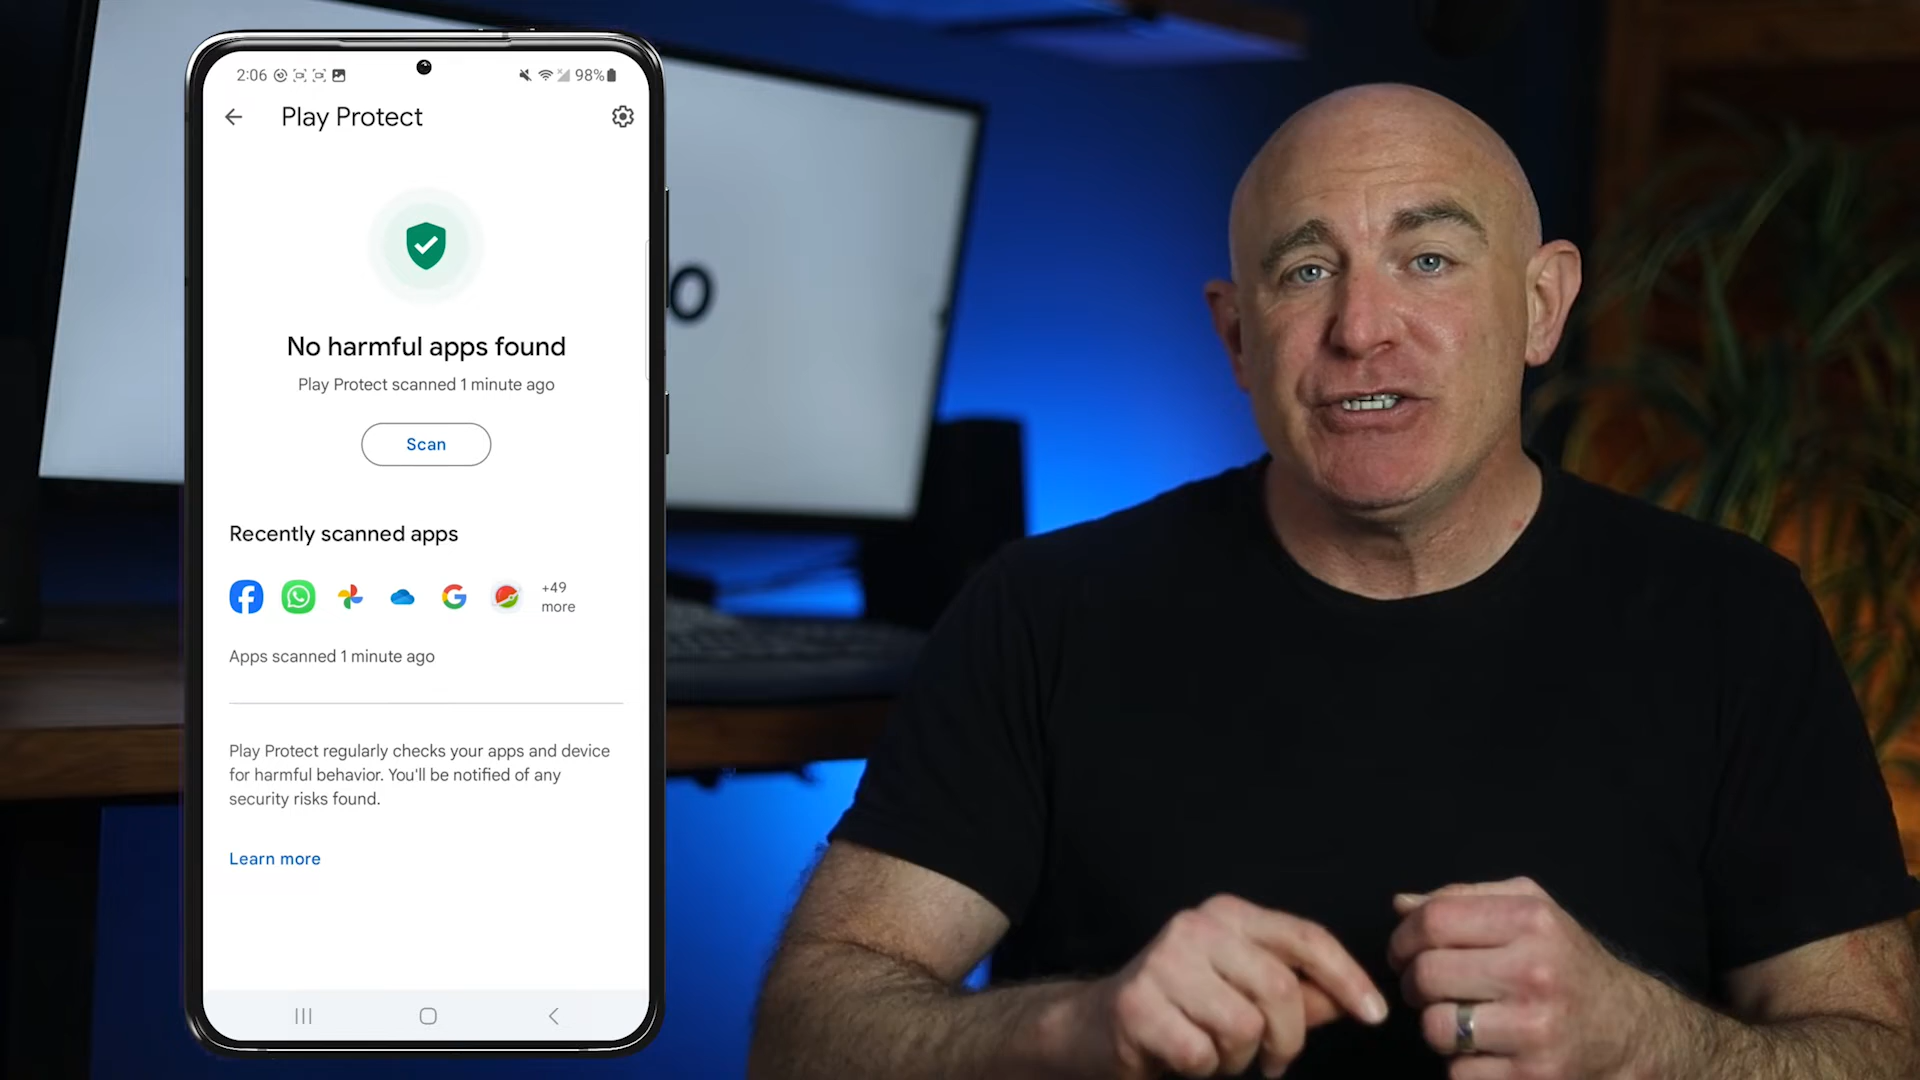 2:06 98%
Play Protect
No harmful apps found
Play Protect scanned 1 minute ago
Scan
Recently scanned apps
+49
more
Apps scanned 1 minute ago
Play Protect regularly checks your apps and device
for harmful behavior. You'll be notified of any
security risks found.
Learn more